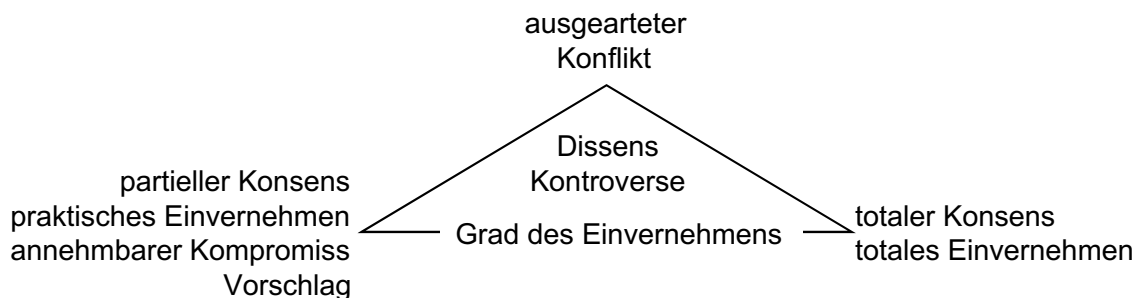 ausgearteter
Konflikt
Dissens
Kontroverse
partieller Konsens
praktisches Einvernehmen
annehmbarer Kompromiss
Vorschlag
Grad des Einvernehmens
totaler Konsens
totales Einvernehmen